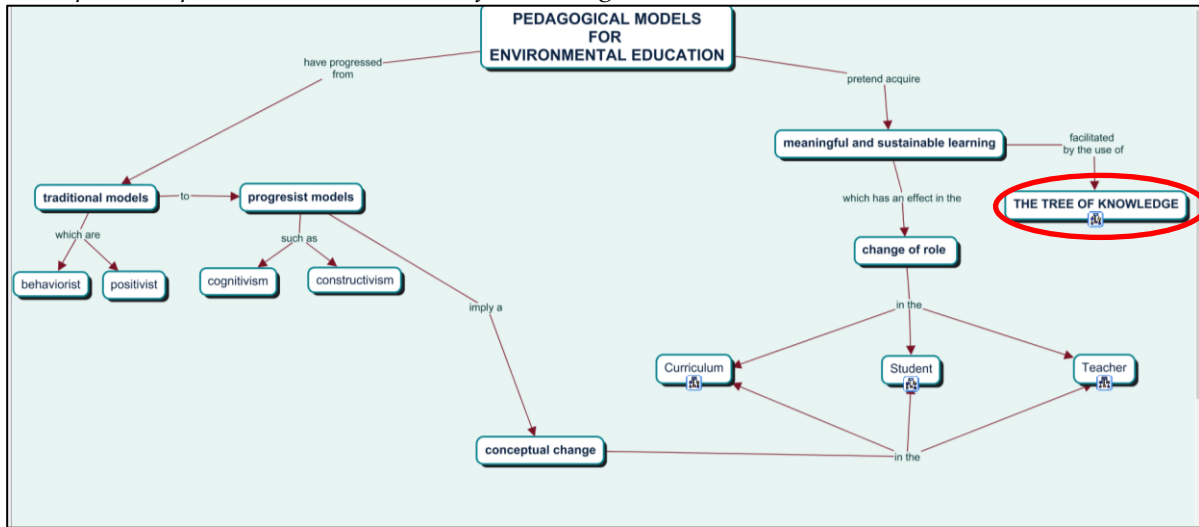 PEDAGOGICAL MODELS
FOR
ENVIRONMENTAL EDUCATION
have progressed
from
pretend acquire
meaningful and sustainable learning
facilitated
by the use of
traditional models
to
progresist models
which has an effect in the
THE TREE OF KNOWLEDGE
which are
such as
change of role
behaviorist
positivist
cognitivism
constructivism
imply a
in the
Curriculum
Student
Teacher
conceptual change
in the